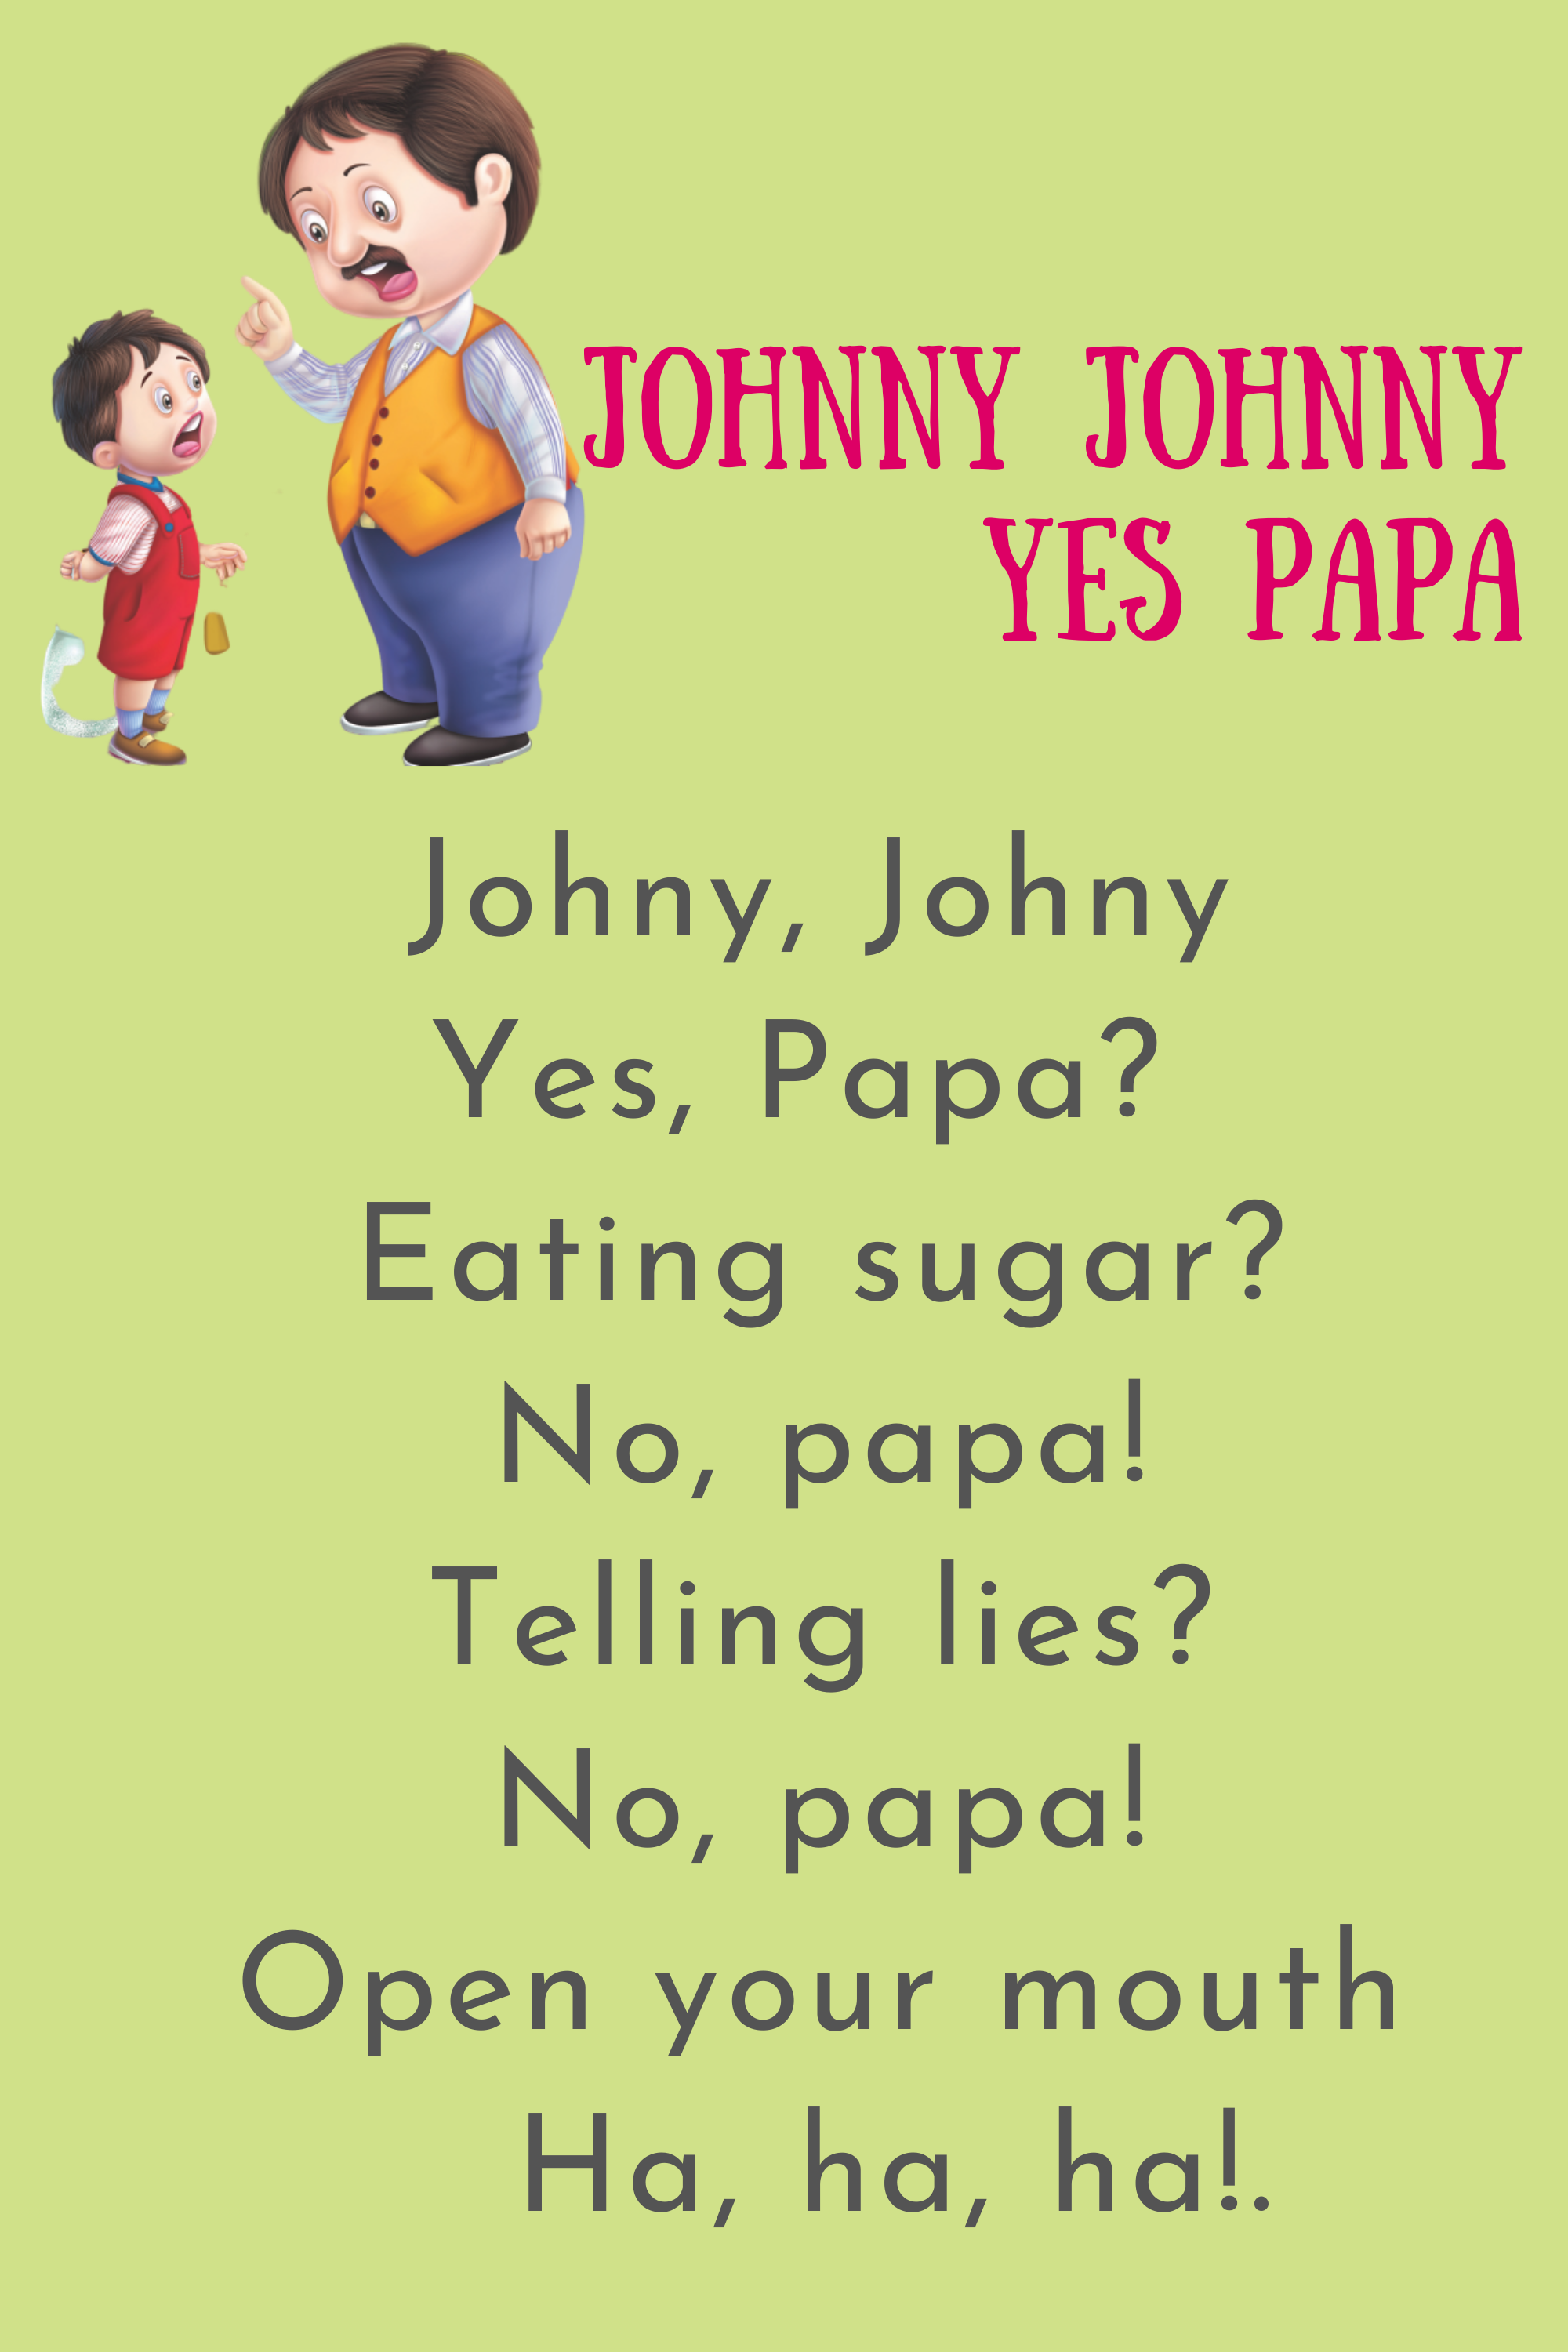 JOHNNY JOHNNY
YES PAPA
Johny, Johny
Yes, Papa?
Eating sugar?
No, papa!
Telling lies?
No, papa!
Open your mouth
Ha, ha, ha!.